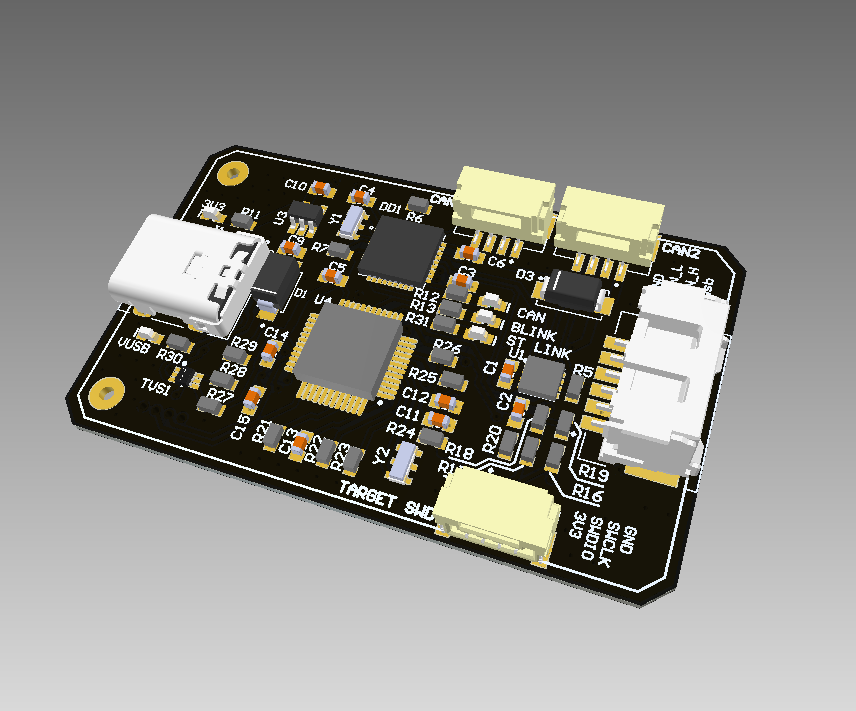 C10
C4
3V3
R11
U3
Y1
DD1
R6
CAN2
C9
R7
C6
D3
C5
C3
D1
U4
R12
R13
R31
CAN
BLINK
ST LINK
U1
VUSB
R30
C14
R29
R28
R27
TVS1
R26
R25
C1
R5
C2
C12
C11
R24
C15
R21
C13
R22
R23
Y2
R18
R20
R19
R16
TARGET SWD
3V3
SWDIO
SWCLK
GND